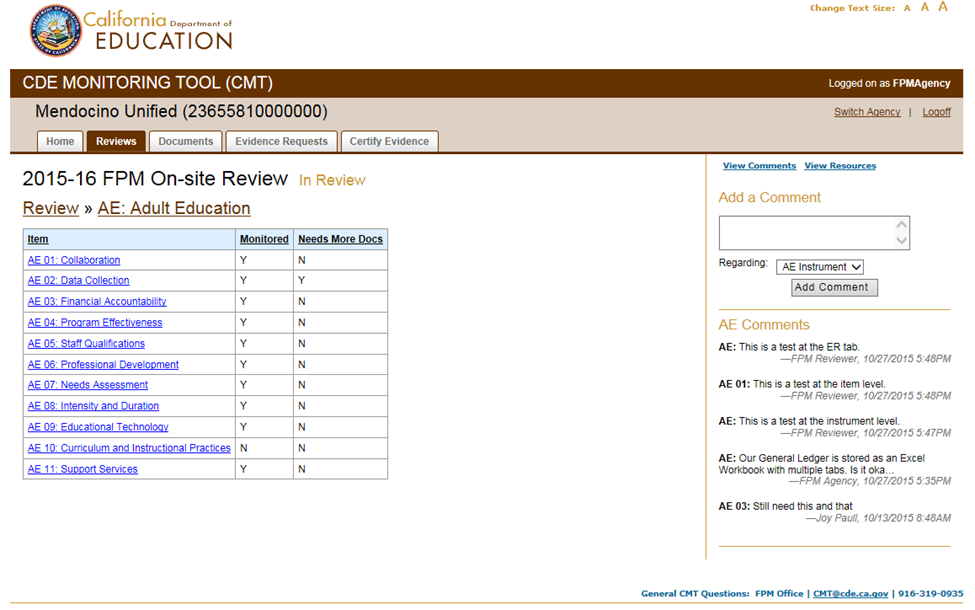 Change Text Size: A A A
California Department of
EDUCATION
CDE MONITORING TOOL (CMT)
Logged on as FPMAgency
Mendocino Unified (23655810000000)
Switch Agency | Logoff
Home Reviews Documents Evidence Requests Certify Evidence
2015-16 FPM On-site Review In Review
Review » AE: Adult Education
Item Monitored Needs More Docs
AE 01: Collaboration Y N
AE 02: Data Collection Y Y
AE 03: Financial Accountability Y N
AE 04: Program Effectiveness Y N
AE 05: Staff Qualifications Y N
AE 06: Professional Development Y N
AE 07: Needs Assessment Y N
AE 08: Intensity and Duration Y N
AE 09: Educational Technology Y N
AE 10: Curriculum and Instructional Practices N N
AE 11: Support Services Y N
View Comments View Resources
Add a Comment
Regarding: AE Instrument
Add Comment
AE Comments
AE: This is a test at the ER tab.
—FPM Reviewer, 10/27/2015 5:48PM
AE 01: This is a test at the item level.
—FPM Reviewer, 10/27/2015 5:48PM
AE: This is a test at the instrument level.
—FPM Reviewer, 10/27/2015 5:47PM
AE: Our General Ledger is stored as an Excel
Workbook with multiple tabs. Is it oka...
—FPM Agency, 10/27/2015 5:35PM
AE 03: Still need this and that
—Joy Paull, 10/13/2015 8:48AM
General CMT Questions: FPM Office | CMT@cde.ca.gov | 916-319-0935